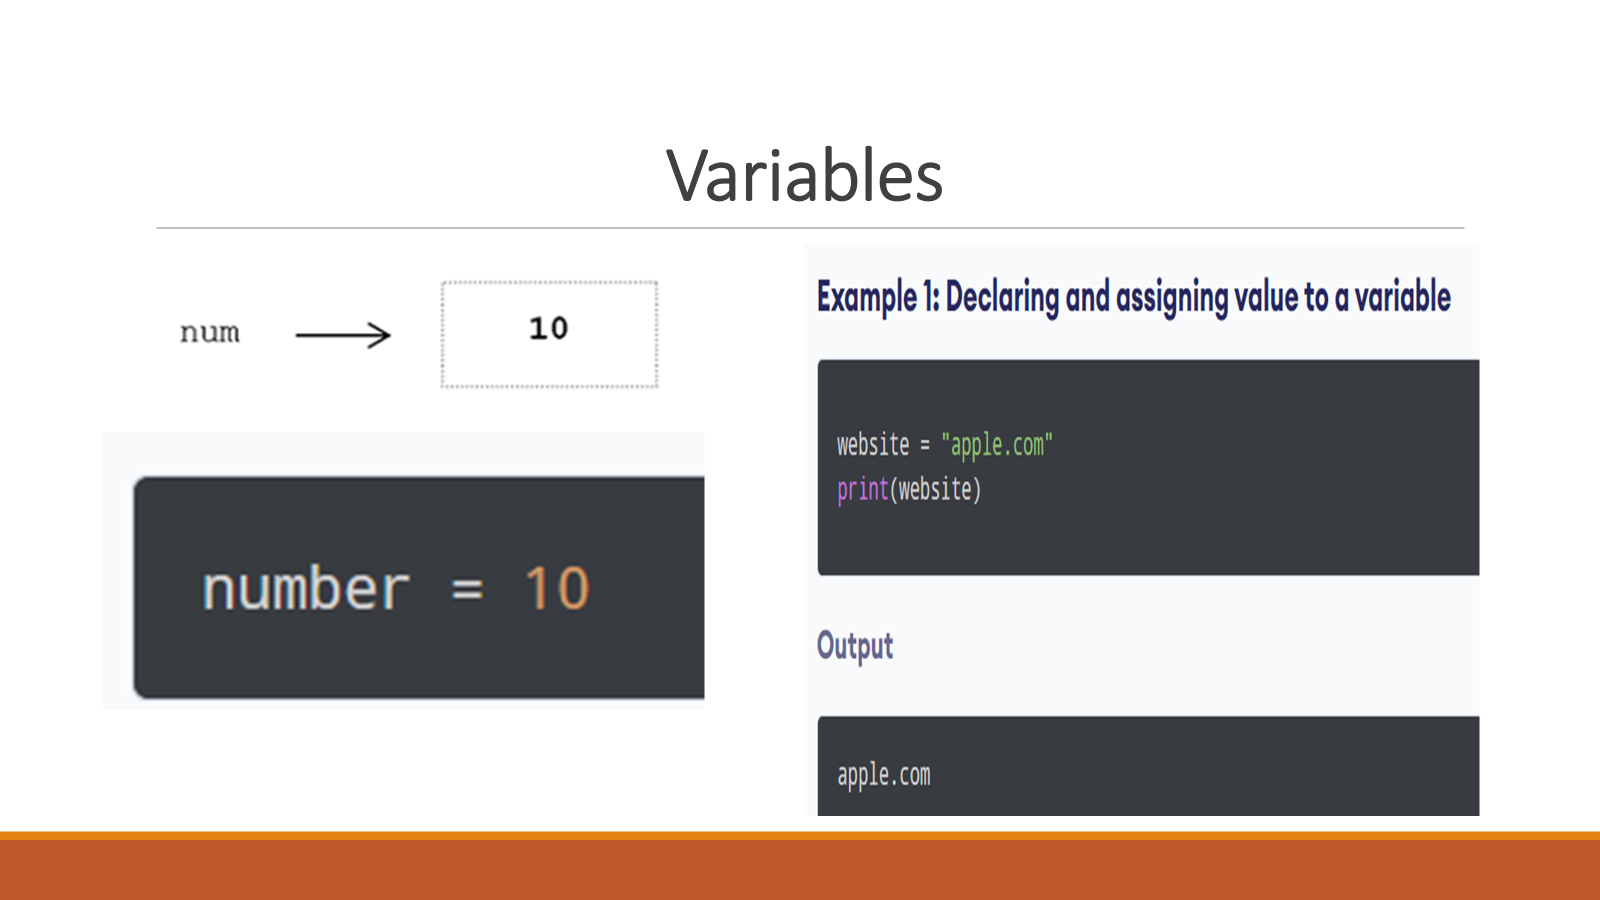 Variables
num
10
number = 10
Example 1: Declaring and assigning value to a variable
website = "apple.com"
print(website)
Output
apple.com